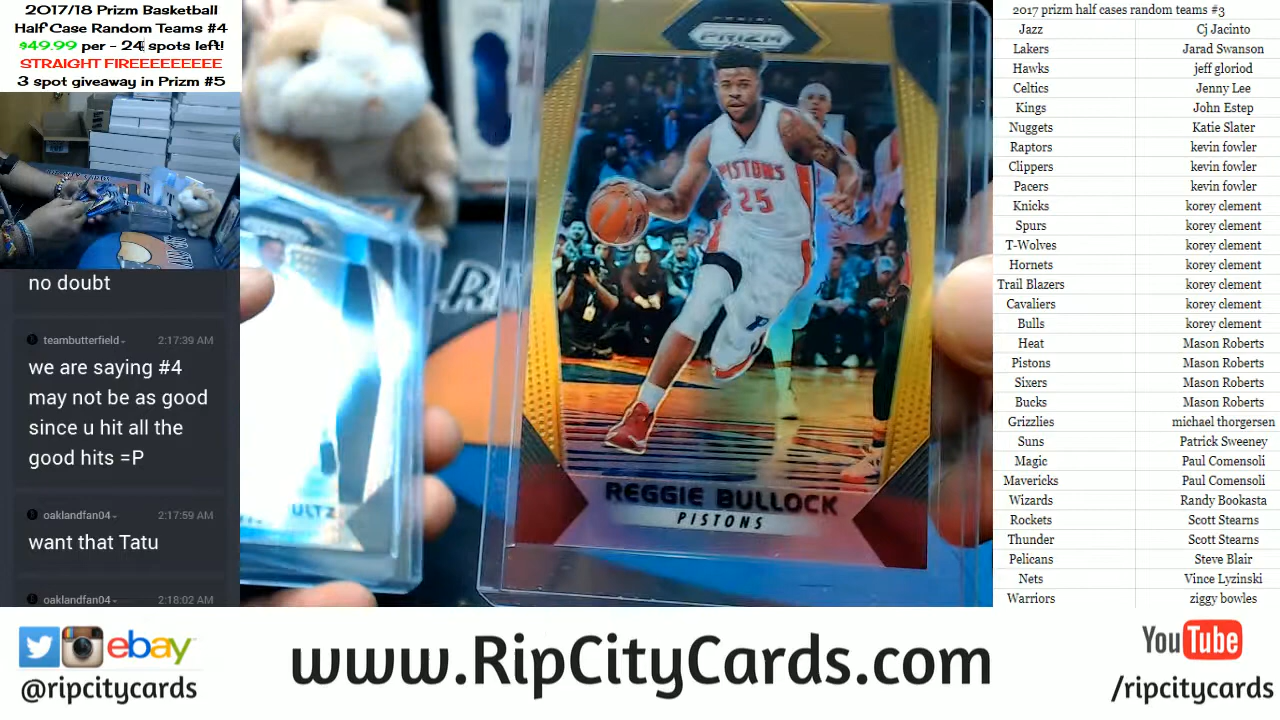 2017/18 Prizm Basketball
Half Case Random Teams #4
$49.99 per - 24 spots left!
STRAIGHT FIREEEEEEEEE
3 spot giveaway in Prizm #5
no doubt
teambutterfield
2:17:39 AM
we are saying #4
may not be as good
since u hit all the
good hits =P
oaklandfan04
2:17:59 AM
want that Tatu
oaklandfan04
2:18:02 AM
PANINI
PRIZM
PISTONS
25
REGGIE BULLOCK
PISTONS
ULTZ
2017 prizm half cases random teams #3
Jazz Cj Jacinto
Lakers Jarad Swanson
Hawks jeff gloriod
Celtics Jenny Lee
Kings John Estep
Nuggets Katie Slater
Raptors kevin fowler
Clippers kevin fowler
Pacers kevin fowler
Knicks korey clement
Spurs korey clement
T-Wolves korey clement
Hornets korey clement
Trail Blazers korey clement
Cavaliers korey clement
Bulls korey clement
Heat Mason Roberts
Pistons Mason Roberts
Sixers Mason Roberts
Bucks Mason Roberts
Grizzlies michael thorgersen
Suns Patrick Sweeney
Magic Paul Comensoli
Mavericks Paul Comensoli
Wizards Randy Bookasta
Rockets Scott Stearns
Thunder Scott Stearns
Pelicans Steve Blair
Nets Vince Lyzinski
Warriors ziggy bowles
ebay
@ripcitycards
www.RipCityCards.com
YouTube
/ripcitycards